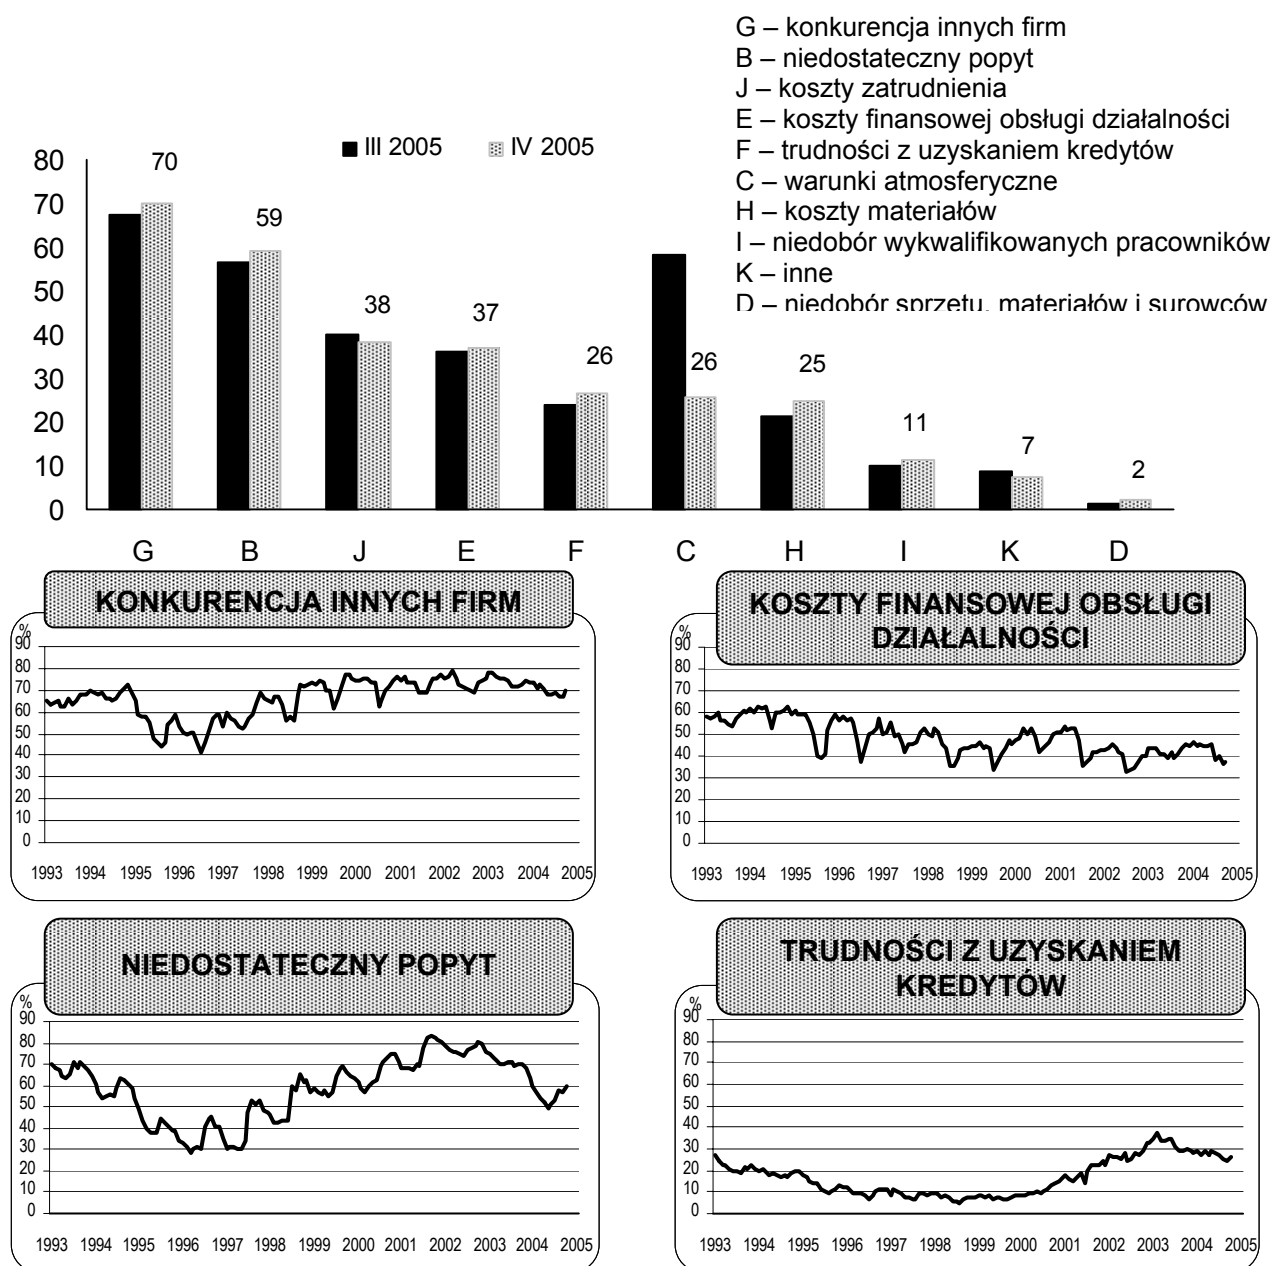 G – konkurencja innych firm
B – niedostateczny popyt
J – koszty zatrudnienia
E – koszty finansowej obsługi działalności
F – trudności z uzyskaniem kredytów
C – warunki atmosferyczne
H – koszty materiałów
I – niedobór wykwalifikowanych pracowników
K – inne
D – niedobór sprzętu, materiałów i surowców
III 2005 IV 2005
80
70
60
50
40
30
20
10
0
70
59
38
37
26
26
25
11
7
2
G B J E F C H I K D
KONKURENCJA INNYCH FIRM
%
90
80
70
60
50
40
30
20
10
0
1993 1994 1995 1996 1997 1998 1999 2000 2001 2002 2003 2004 2005
KOSZTY FINANSOWEJ OBSŁUGI
DZIAŁALNOŚCI
%
90
80
70
60
50
40
30
20
10
0
1993 1994 1995 1996 1997 1998 1999 2000 2001 2002 2003 2004 2005
NIEDOSTATECZNY POPYT
%
90
80
70
60
50
40
30
20
10
0
1993 1994 1995 1996 1997 1998 1999 2000 2001 2002 2003 2004 2005
TRUDNOŚCI Z UZYSKANIEM
KREDYTÓW
%
90
80
70
60
50
40
30
20
10
0
1993 1994 1995 1996 1997 1998 1999 2000 2001 2002 2003 2004 2005